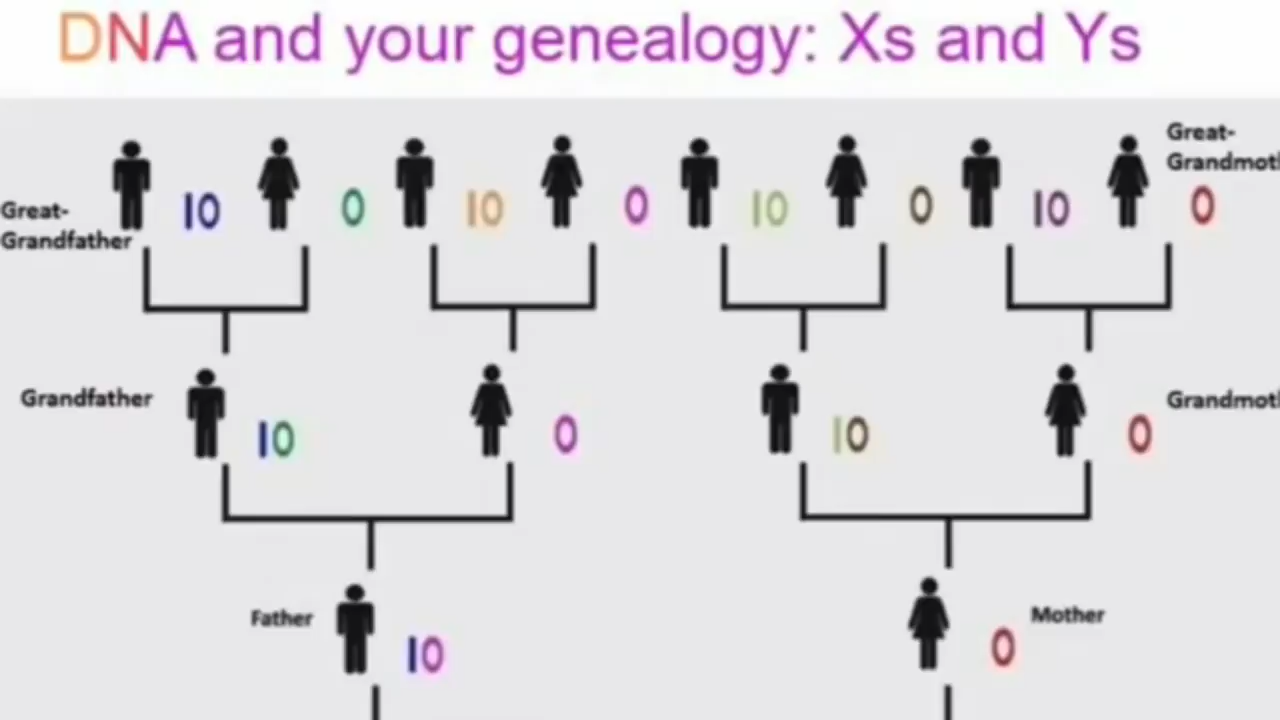 DNA and your genealogy: Xs and Ys
Great-
Grandmoth
Great-
Grandfather
IO O IO O IO O IO O
Grandfather
Grandmoth
IO O IO O
Father
Mother
IO O